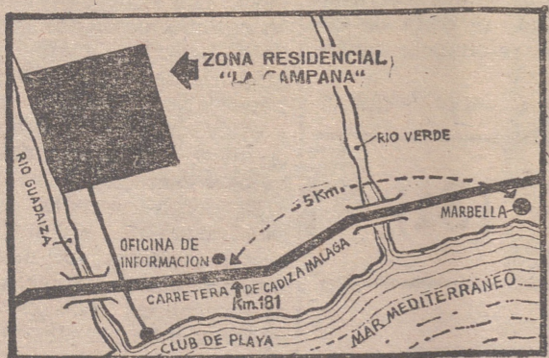 ZONA RESIDENCIAL
"LA CAMPANA"
RIO GUADAIZA
RIO VERDE
5 Km.
MARBELLA
OFICINA DE
INFORMACION
CARRETERA DE CADIZ A MALAGA
Km. 181
CLUB DE PLAYA
MAR MEDITERRANEO